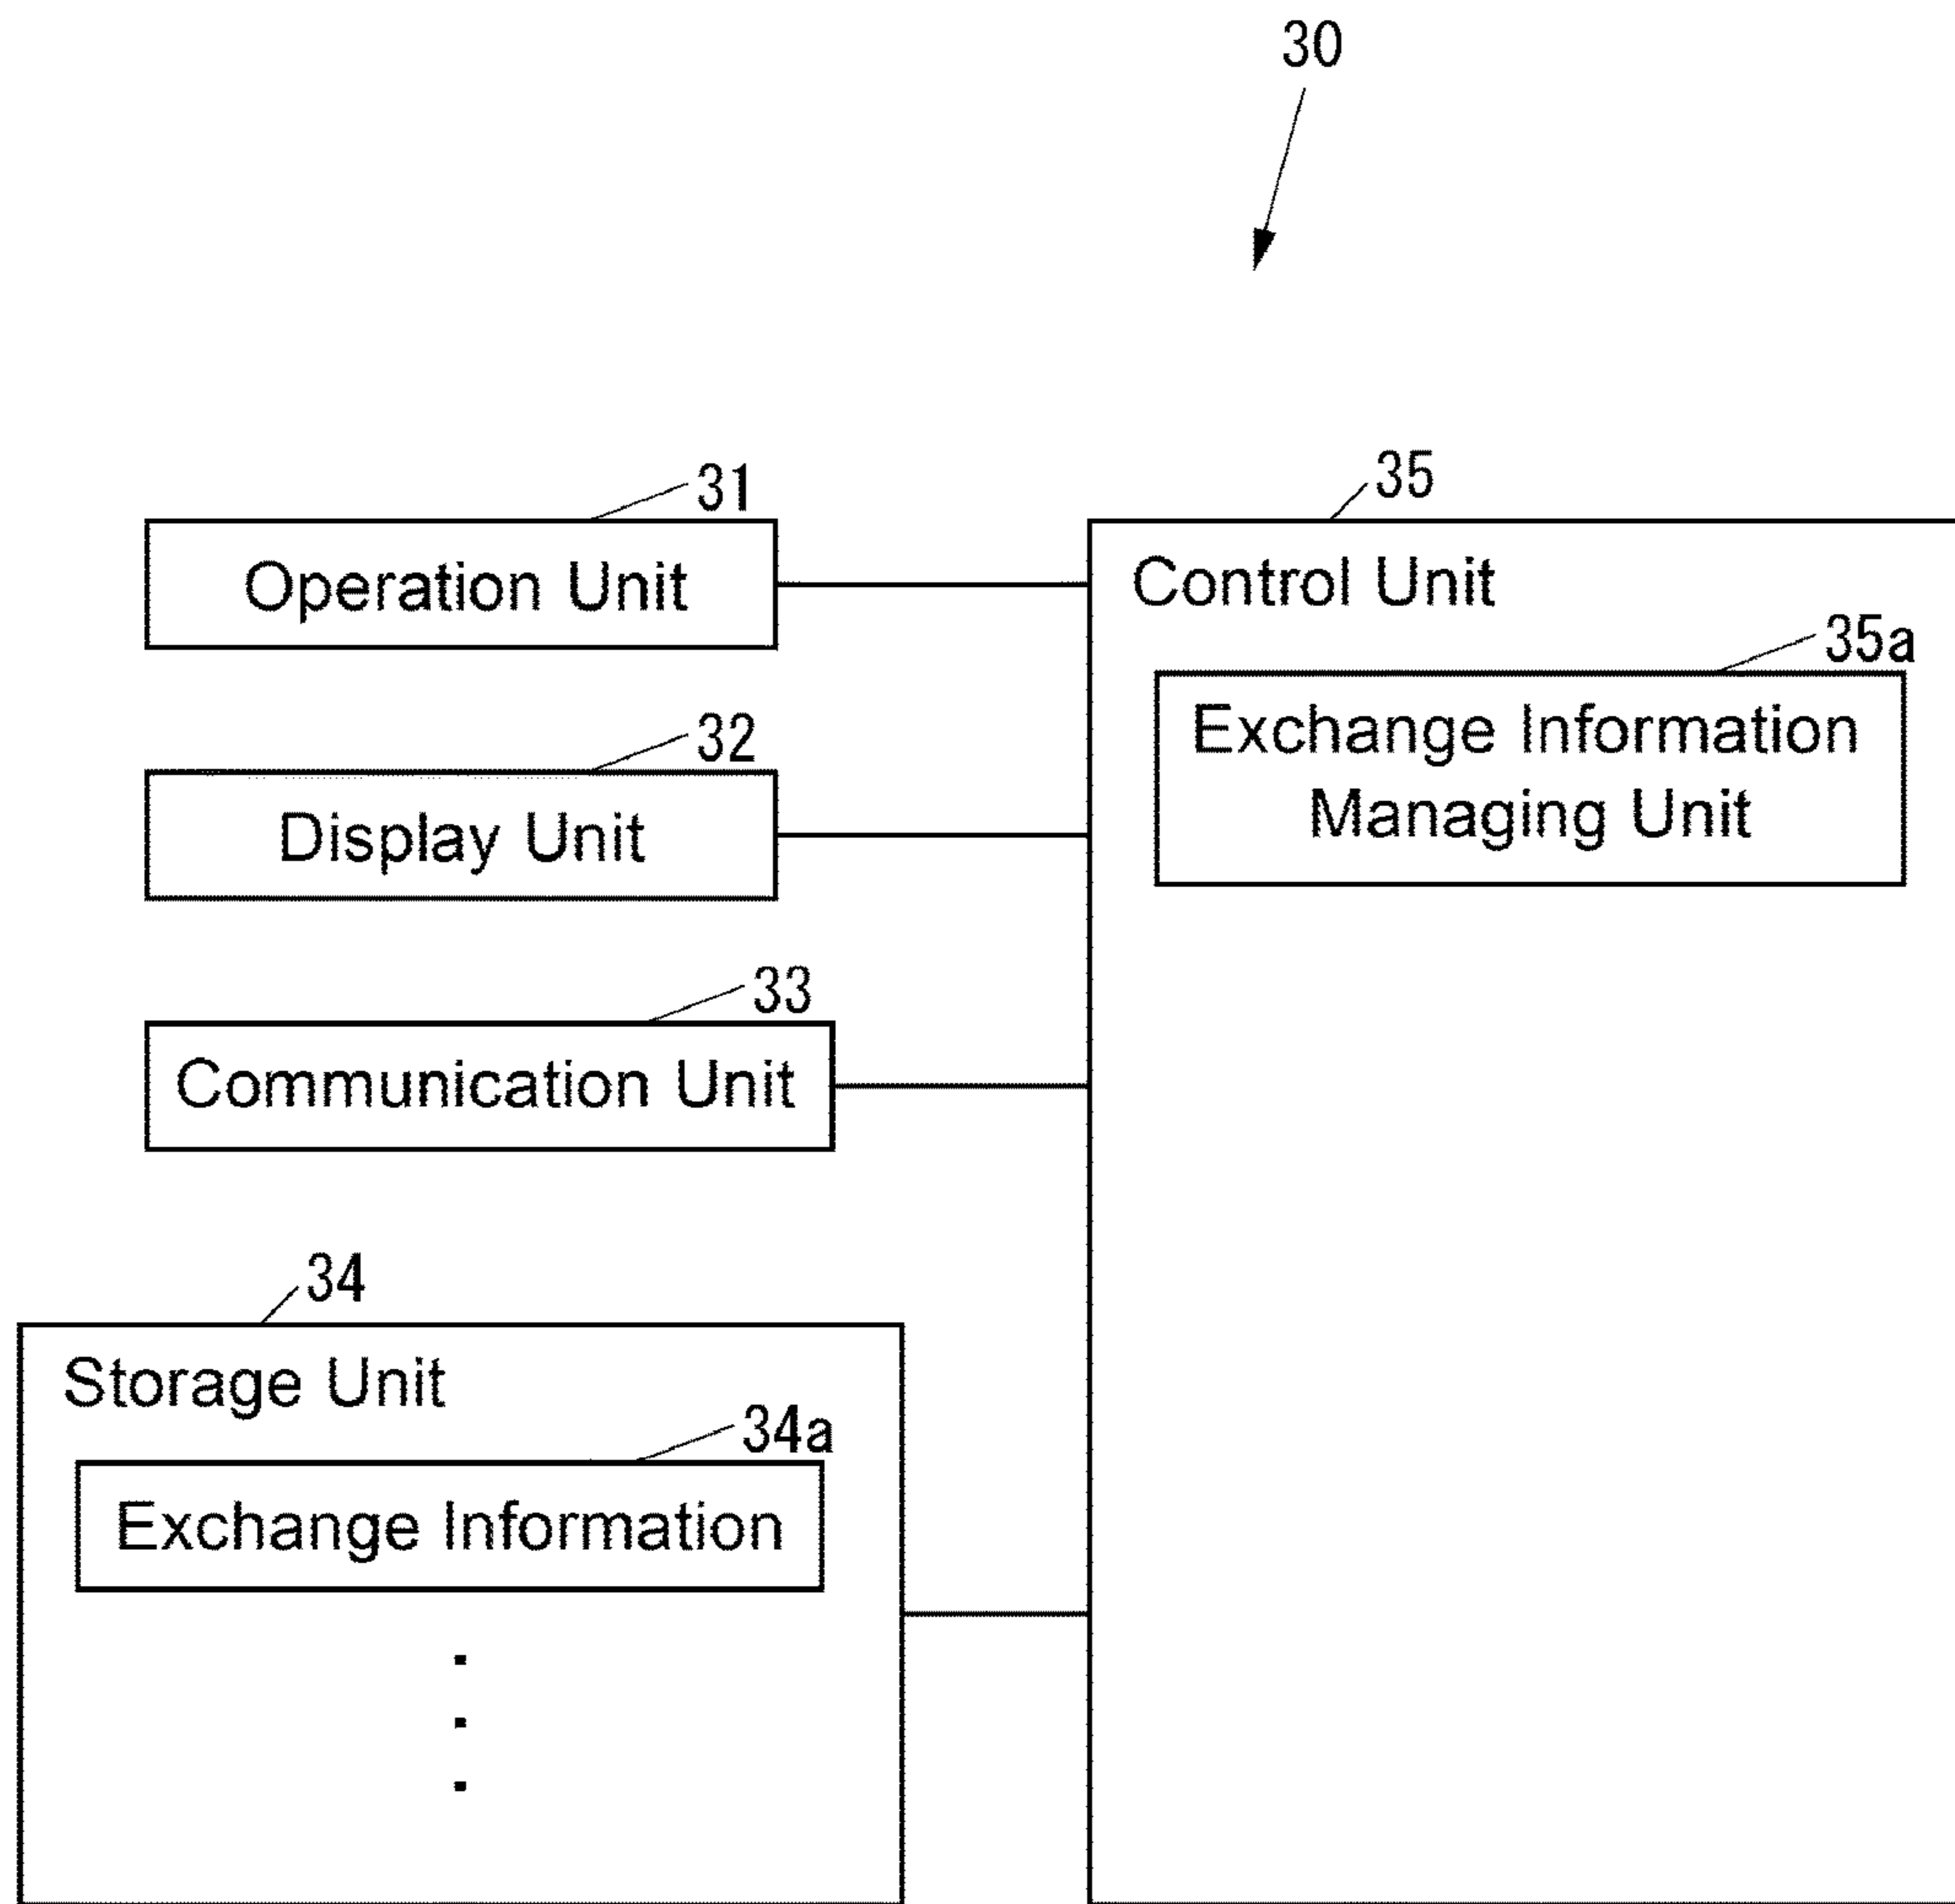 30
31
Operation Unit
32
Display Unit
33
Communication Unit
34
Storage Unit
34a
Exchange Information
35
Control Unit
35a
Exchange Information
Managing Unit